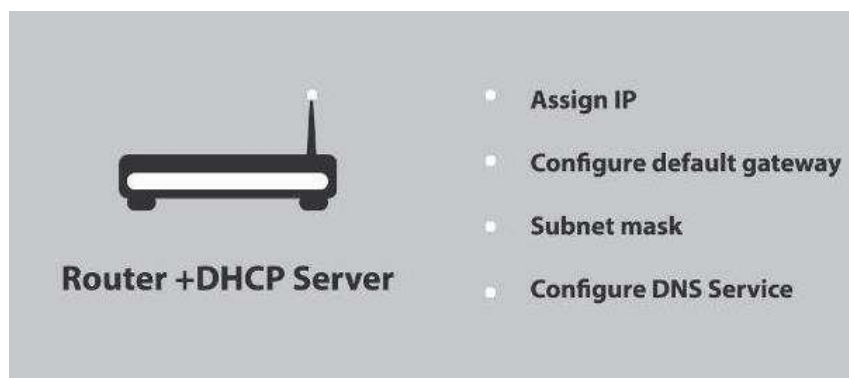 Router +DHCP Server
Assign IP
Configure default gateway
Subnet mask
Configure DNS Service